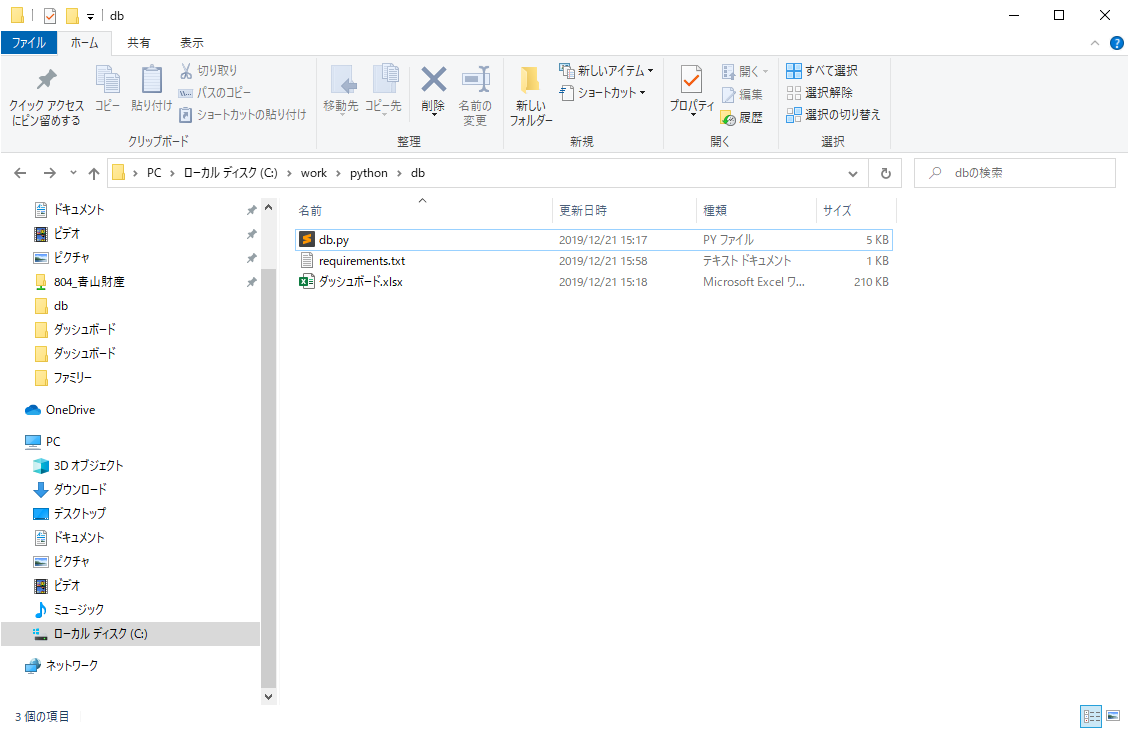 db
ファイル ホーム 共有 表示
クイック アクセス
にピン留めする
コピー
貼り付け
切り取り
パスのコピー
ショートカットの貼り付け
クリップボード
移動先
コピー先
削除
名前の
変更
整理
新しい
フォルダー
新しいアイテム
ショートカット
新規
プロパティ
開く
編集
履歴
開く
すべて選択
選択解除
選択の切り替え
選択
PC › ローカル ディスク (C:) › work › python › db
dbの検索
ドキュメント
ビデオ
ピクチャ
804_青山財産
db
ダッシュボード
ダッシュボード
ファミリー
OneDrive
PC
3D オブジェクト
ダウンロード
デスクトップ
ドキュメント
ピクチャ
ビデオ
ミュージック
ローカル ディスク (C:)
ネットワーク
名前 更新日時 種類 サイズ
db.py 2019/12/21 15:17 PY ファイル 5 KB
requirements.txt 2019/12/21 15:58 テキスト ドキュメント 1 KB
ダッシュボード.xlsx 2019/12/21 15:18 Microsoft Excel ワ... 210 KB
3 個の項目